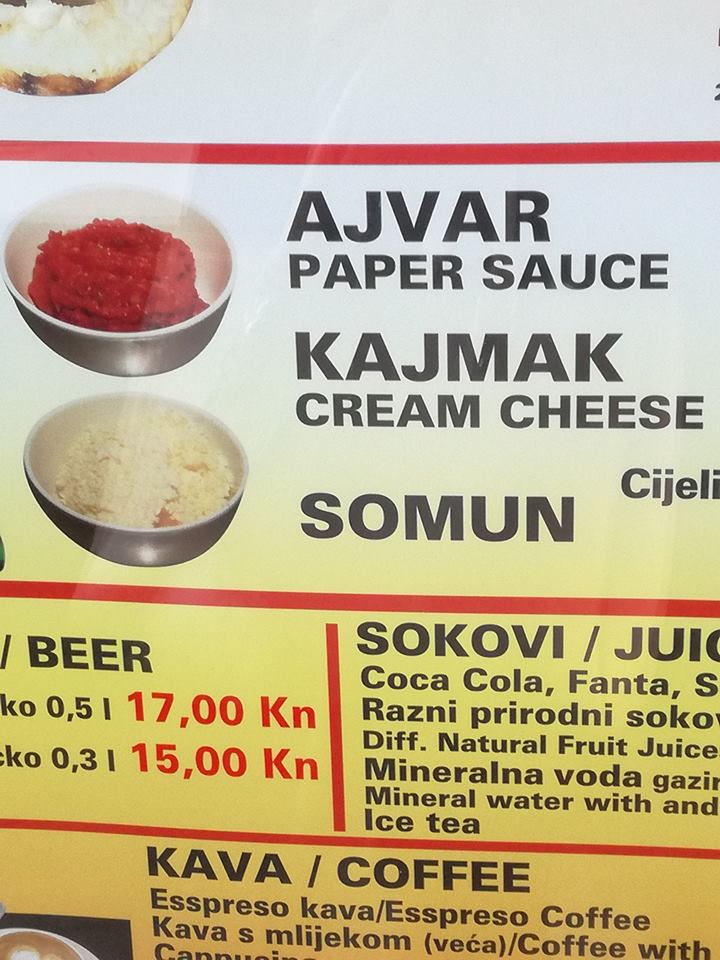 AJVAR
PAPER SAUCE
KAJMAK
CREAM CHEESE
Cijeli
SOMUN
/ BEER
ko 0,5 l 17,00 Kn
čko 0,3 l 15,00 Kn
SOKOVI / JUIC
Coca Cola, Fanta, S
Razni prirodni sokov
Diff. Natural Fruit Juice
Mineralna voda gazir
Mineral water with and
Ice tea
KAVA / COFFEE
Esspreso kava/Esspreso Coffee
Kava s mlijekom (veća)/Coffee with
Cappucino